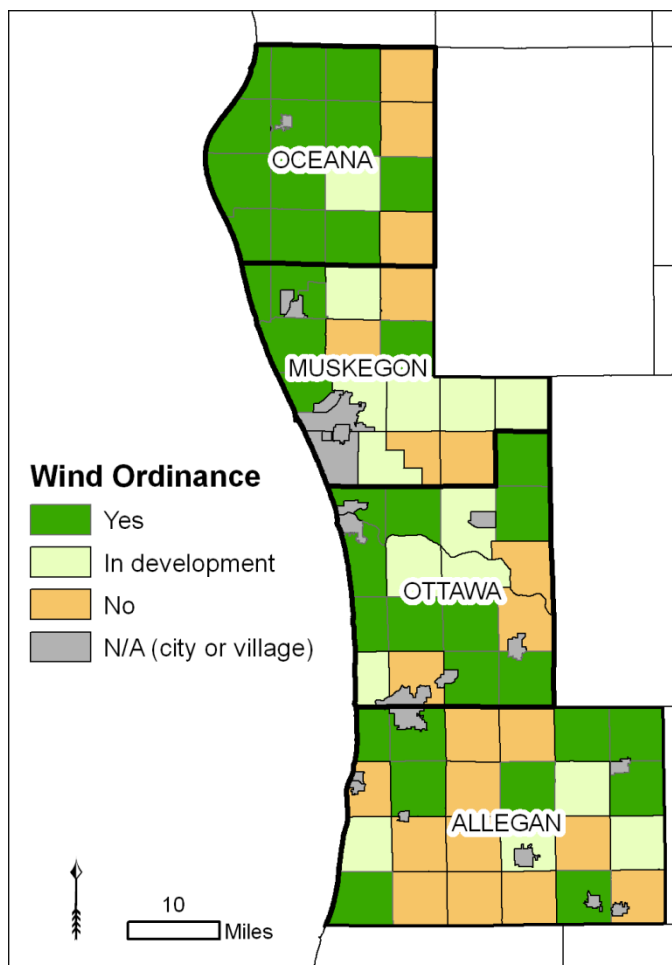 OCEANA
MUSKEGON
Wind Ordinance
Yes
In development
No
N/A (city or village)
OTTAWA
ALLEGAN
10
Miles